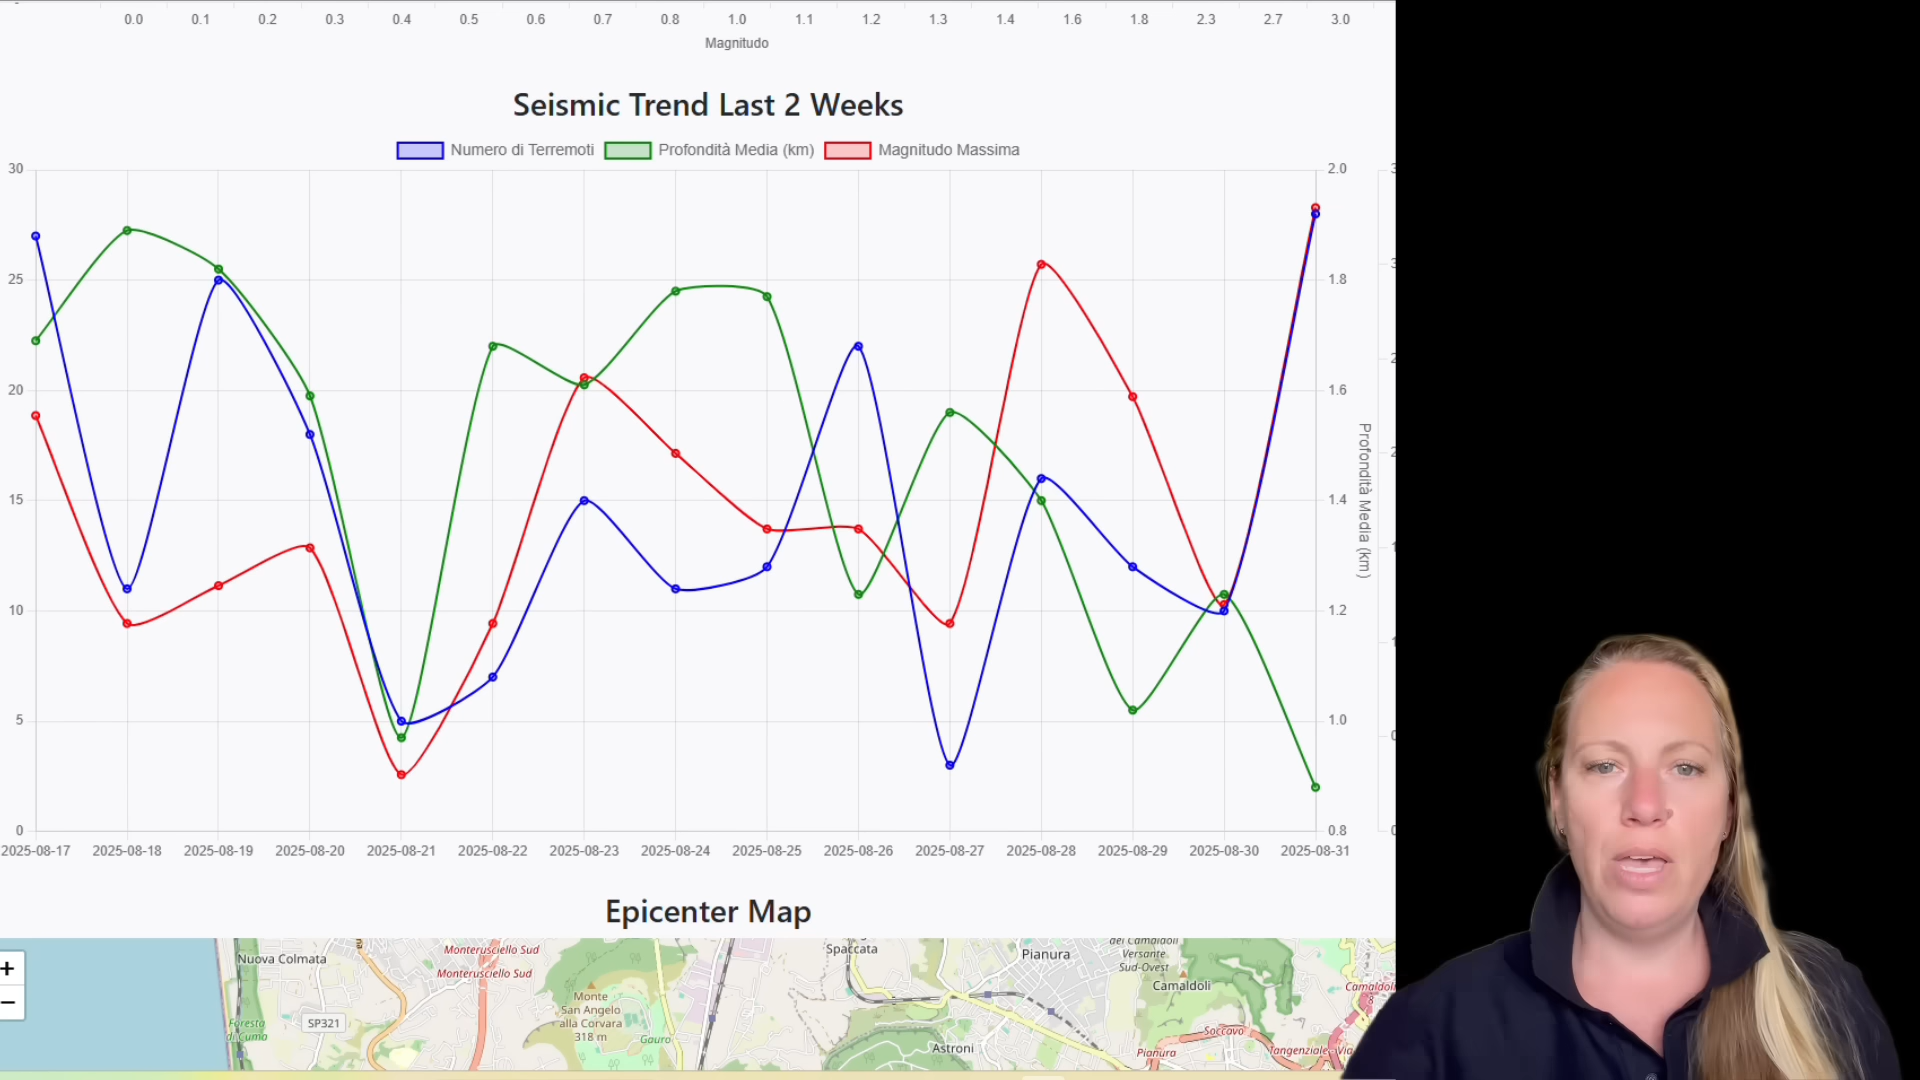 0.0 0.1 0.2 0.3 0.4 0.5 0.6 0.7 0.8 1.0 1.1 1.2 1.3 1.4 1.6 1.8 2.3 2.7 3.0
Magnitudo
Seismic Trend Last 2 Weeks
Numero di Terremoti Profondità Media (km) Magnitudo Massima
30 2.0
25 1.8
20 1.6
15 1.4
10 1.2
5 1.0
0 0.8
Profondità Media (km)
2025-08-17 2025-08-18 2025-08-19 2025-08-20 2025-08-21 2025-08-22 2025-08-23 2025-08-24 2025-08-25 2025-08-26 2025-08-27 2025-08-28 2025-08-29 2025-08-30 2025-08-31
Epicenter Map
+
−
Nuova Colmata
Monterusciello Sud
Monterusciello Sud
Spaccata
Pianura
dei Camaldoli
Versante
Sud-Ovest
Camaldoli
Camaldoli
Monte
San Angelo
alla Corvara
318 m
SP321
Foresta
di Cuma
Gauro
Astroni
Soccavo
Pianura
Tangenziale-Via